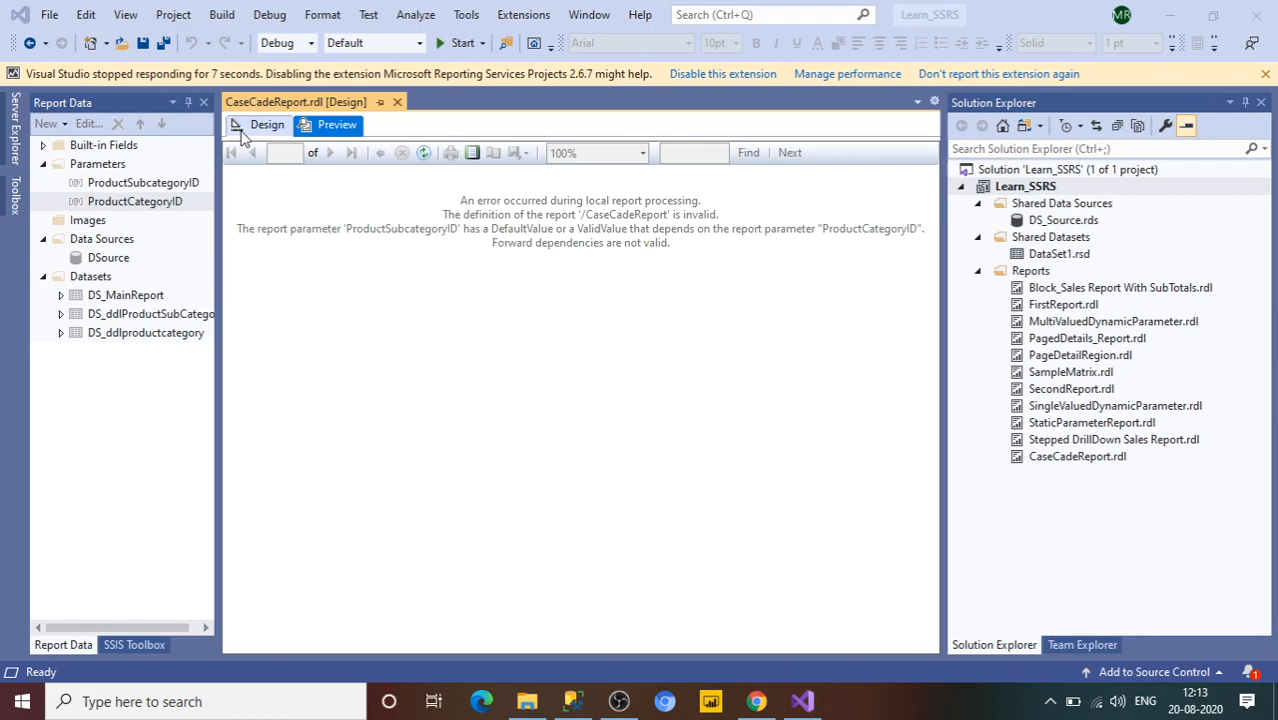 File Edit View Project Build Debug Format Test Analyze Tools Extensions Window Help Search (Ctrl+Q) Learn_SSRS MR
Debug Default Start Arial 10pt Solid 1 pt
Visual Studio stopped responding for 7 seconds. Disabling the extension Microsoft Reporting Services Projects 2.6.7 might help. Disable this extension Manage performance Don't report this extension again
Server Explorer
Toolbox
Report Data
New Edit...
Built-in Fields
Parameters
ProductSubcategoryID
ProductCategoryID
Images
Data Sources
DSource
Datasets
DS_MainReport
DS_ddlProductSubCatego
DS_ddlproductcategory
Report Data SSIS Toolbox
CaseCadeReport.rdl [Design]
Design Preview
of 100% Find Next
An error occurred during local report processing.
The definition of the report '/CaseCadeReport' is invalid.
The report parameter 'ProductSubcategoryID' has a DefaultValue or a ValidValue that depends on the report parameter "ProductCategoryID".
Forward dependencies are not valid.
Solution Explorer
Search Solution Explorer (Ctrl+;)
Solution 'Learn_SSRS' (1 of 1 project)
Learn_SSRS
Shared Data Sources
DS_Source.rds
Shared Datasets
DataSet1.rsd
Reports
Block_Sales Report With SubTotals.rdl
FirstReport.rdl
MultiValuedDynamicParameter.rdl
PagedDetails_Report.rdl
PageDetailRegion.rdl
SampleMatrix.rdl
SecondReport.rdl
SingleValuedDynamicParameter.rdl
StaticParameterReport.rdl
Stepped DrillDown Sales Report.rdl
CaseCadeReport.rdl
Solution Explorer Team Explorer
Ready Add to Source Control 1
Type here to search ENG 12:13
20-08-2020